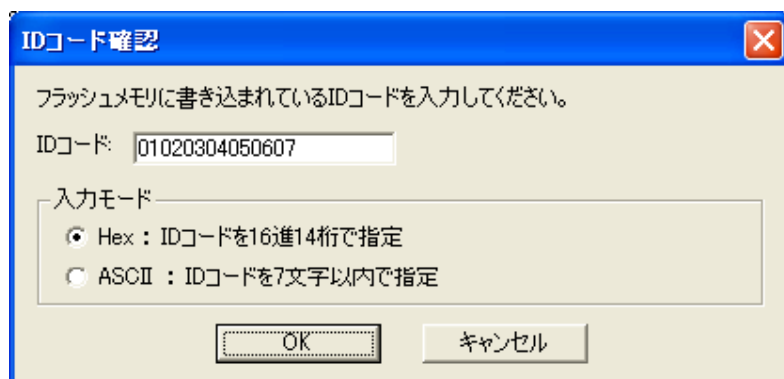 IDコード確認
フラッシュメモリに書き込まれているIDコードを入力してください。
IDコード: 01020304050607
入力モード
Hex : IDコードを16進14桁で指定
ASCII : IDコードを7文字以内で指定
OK キャンセル